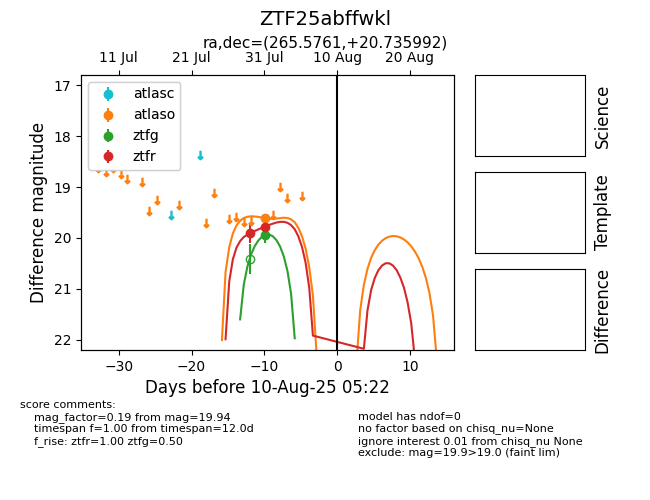 ZTF25abffwkl
ra,dec=(265.5761,+20.735992)
11 Jul
21 Jul
31 Jul
10 Aug
20 Aug
17
18
19
20
21
22
Difference magnitude
atlasc
atlaso
ztfg
ztfr
−30
−20
−10
0
10
Days before 10-Aug-25 05:22
Science
Template
Difference
score comments:
mag_factor=0.19 from mag=19.94
timespan f=1.00 from timespan=12.0d
f_rise: ztfr=1.00 ztfg=0.50
model has ndof=0
no factor based on chisq_nu=None
ignore interest 0.01 from chisq_nu None
exclude: mag=19.9>19.0 (faint lim)